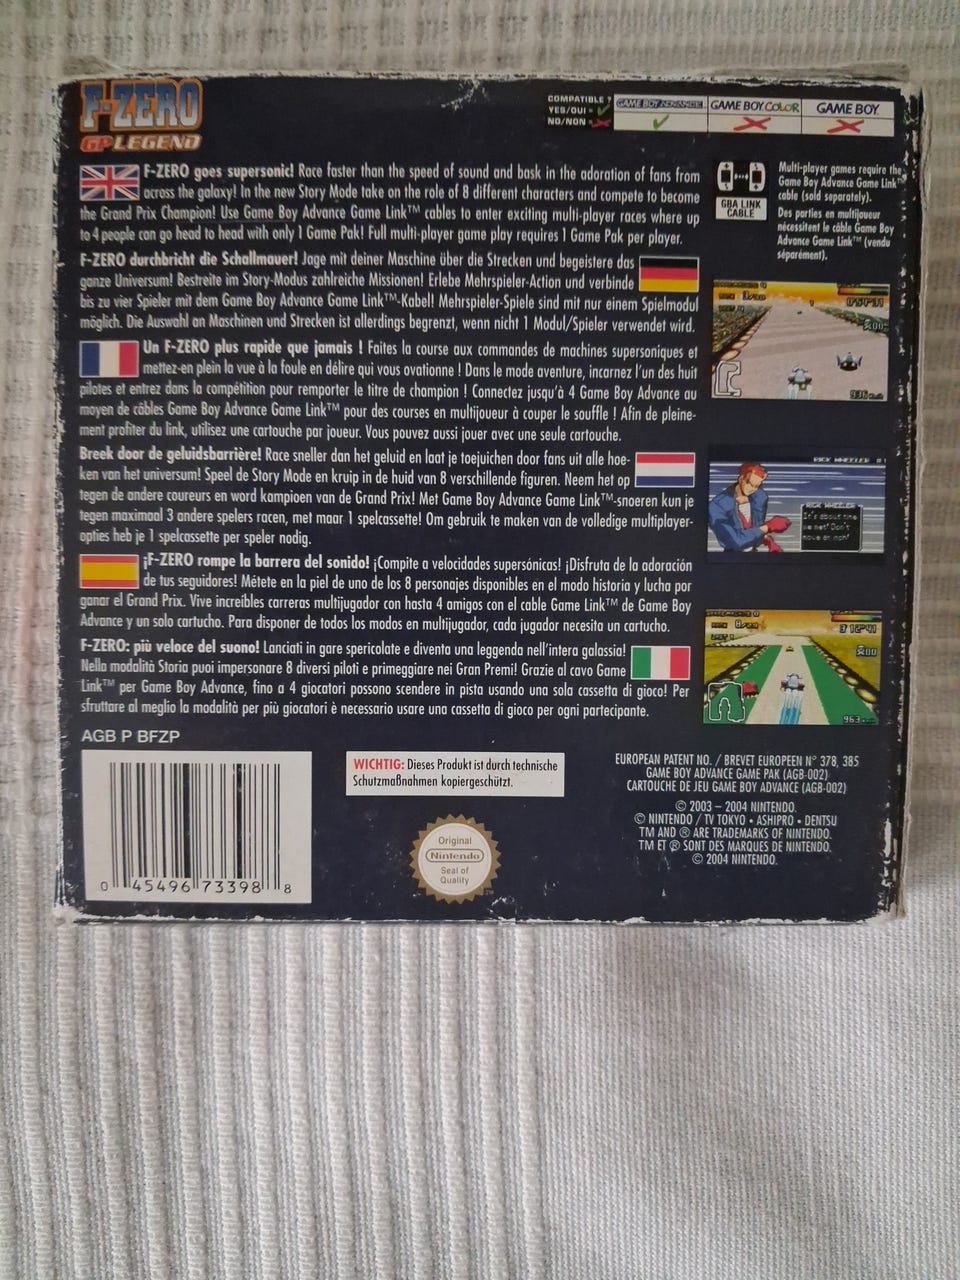 F-ZERO
GP LEGEND
COMPATIBLE ?
YES/OUI =
NO/NON =
GAME BOY ADVANCE
GAME BOY COLOR
GAME BOY
F-ZERO goes supersonic! Race faster than the speed of sound and bask in the adoration of fans from
across the galaxy! In the new Story Mode take on the role of 8 different characters and compete to become
the Grand Prix Champion! Use Game Boy Advance Game Link™ cables to enter exciting multi-player races where up
to 4 people can go head to head with only 1 Game Pak! Full multi-player game play requires 1 Game Pak per player.
GBA LINK
CABLE
Multi-player games require the
Game Boy Advance Game Link™
cable (sold separately).
Des parties en multijoueur
nécessitent le câble Game Boy
Advance Game Link™ (vendu
séparément).
F-ZERO durchbricht die Schallmauer! Jage mit deiner Maschine über die Strecken und begeistere das
ganze Universum! Bestreite im Story-Modus zahlreiche Missionen! Erlebe Mehrspieler-Action und verbinde
bis zu vier Spieler mit dem Game Boy Advance Game Link™-Kabel! Mehrspieler-Spiele sind mit nur einem Spielmodul
möglich. Die Auswahl an Maschinen und Strecken ist allerdings begrenzt, wenn nicht 1 Modul/Spieler verwendet wird.
Un F-ZERO plus rapide que jamais ! Faites la course aux commandes de machines supersoniques et
mettez-en plein la vue à la foule en délire qui vous ovationne ! Dans le mode aventure, incarnez l'un des huit
pilotes et entrez dans la compétition pour remporter le titre de champion ! Connectez jusqu'à 4 Game Boy Advance au
moyen de câbles Game Boy Advance Game Link™ pour des courses en multijoueur à couper le souffle ! Afin de pleine-
ment profiter du link, utilisez une cartouche par joueur. Vous pouvez aussi jouer avec une seule cartouche.
Breek door de geluidsbarrière! Race sneller dan het geluid en laat je toejuichen door fans uit alle hoe-
ken van het universum! Speel de Story Mode en kruip in de huid van 8 verschillende figuren. Neem het op
tegen de andere coureurs en word kampioen van de Grand Prix! Met Game Boy Advance Game Link™-snoeren kun je
tegen maximaal 3 andere spelers racen, met maar 1 spelcassette! Om gebruik te maken van de volledige multiplayer-
opties heb je 1 spelcassette per speler nodig.
RICK WHEELER
RICK WHEELER
It's about time
we met! Don't
move an inch!
¡F-ZERO rompe la barrera del sonido! ¡Compite a velocidades supersónicas! ¡Disfruta de la adoración
de tus seguidores! Métete en la piel de uno de los 8 personajes disponibles en el modo historia y lucha por
ganar el Grand Prix. Vive increíbles carreras multijugador con hasta 4 amigos con el cable Game Link™ de Game Boy
Advance y un solo cartucho. Para disponer de todos los modos en multijugador, cada jugador necesita un cartucho.
F-ZERO: più veloce del suono! Lanciati in gare spericolate e diventa una leggenda nell'intera galassia!
Nella modalità Storia puoi impersonare 8 diversi piloti e primeggiare nei Gran Premi! Grazie al cavo Game
Link™ per Game Boy Advance, fino a 4 giocatori possono scendere in pista usando una sola cassetta di gioco! Per
sfruttare al meglio la modalità per più giocatori è necessario usare una cassetta di gioco per ogni partecipante.
3'12"41
963
AGB P BFZP
0 45496 73398 8
WICHTIG: Dieses Produkt ist durch technische
Schutzmaßnahmen kopiergeschützt.
Original
Nintendo
Seal of
Quality
EUROPEAN PATENT NO. / BREVET EUROPEEN N° 378, 385
GAME BOY ADVANCE GAME PAK (AGB-002)
CARTOUCHE DE JEU GAME BOY ADVANCE (AGB-002)
© 2003 – 2004 NINTENDO.
© NINTENDO / TV TOKYO • ASHIPRO • DENTSU
TM AND ® ARE TRADEMARKS OF NINTENDO.
TM ET ® SONT DES MARQUES DE NINTENDO.
© 2004 NINTENDO.